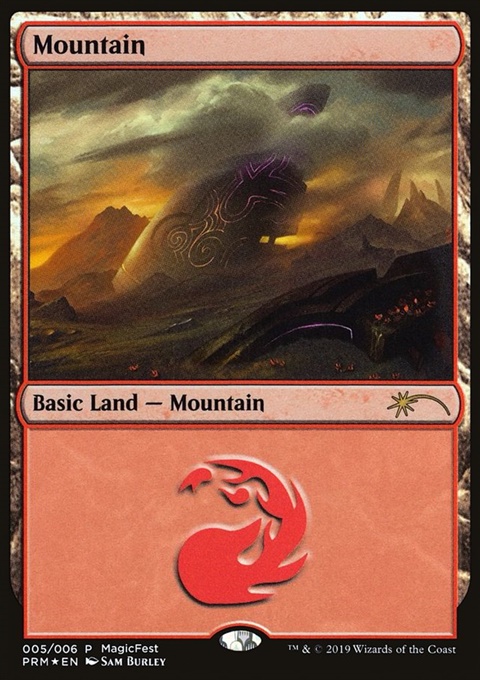 Mountain
Basic Land — Mountain
005/006 P MagicFest
PRM★EN Sam Burley
™ & © 2019 Wizards of the Coast